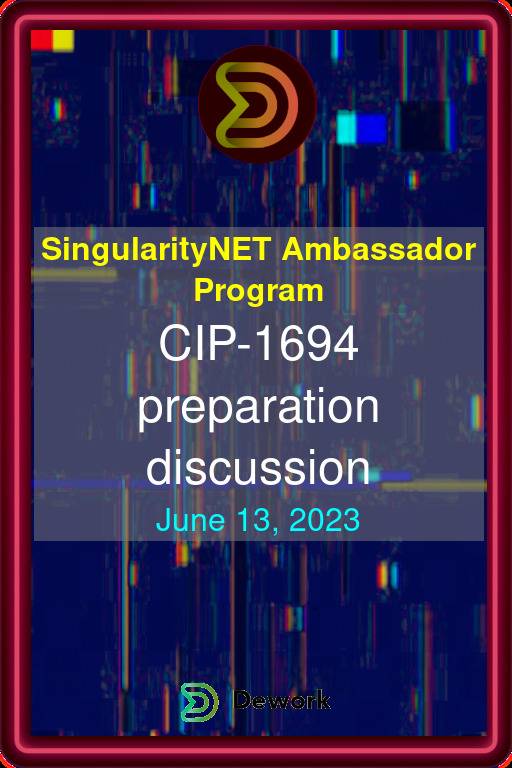 SingularityNET Ambassador
Program
CIP-1694
preparation
discussion
June 13, 2023
Dework